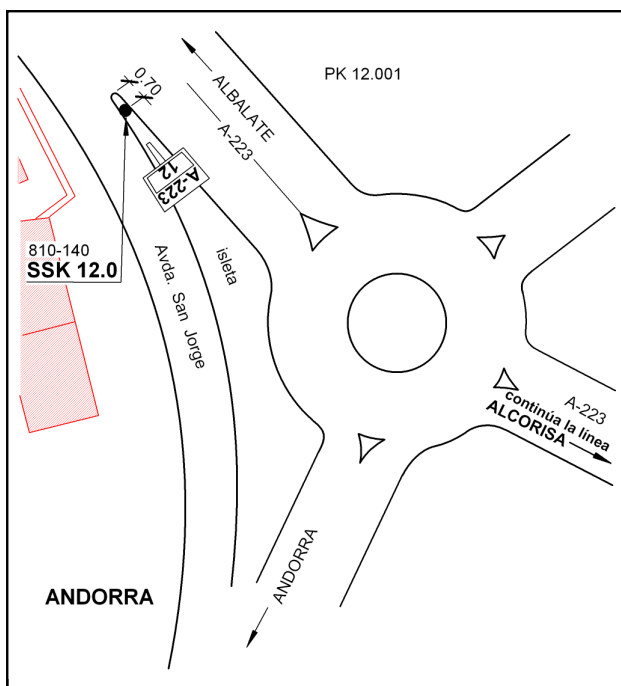 PK 12.001
0.70
ALBALATE
A-223
A-223
12
810-140
SSK 12.0
Avda. San Jorge
isleta
A-223
continúa la línea
ALCORISA
ANDORRA
ANDORRA